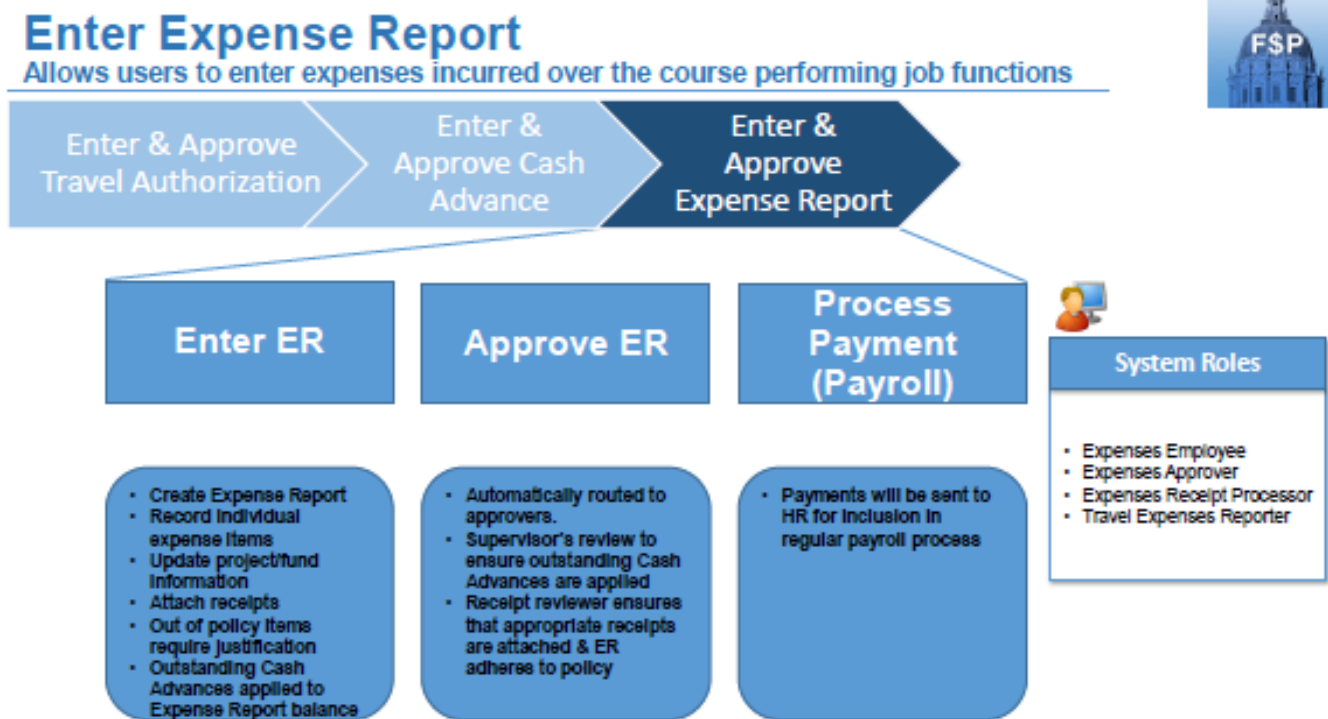 Enter Expense Report
Allows users to enter expenses incurred over the course performing job functions
F$P
Enter & Approve
Travel Authorization
Enter &
Approve Cash
Advance
Enter &
Approve
Expense Report
Enter ER
Approve ER
Process
Payment
(Payroll)
System Roles
• Create Expense Report
• Record individual
expense items
• Update project/fund
information
• Attach receipts
• Out of policy items
require justification
• Outstanding Cash
Advances applied to
Expense Report balance
• Automatically routed to
approvers.
• Supervisor's review to
ensure outstanding Cash
Advances are applied
• Receipt reviewer ensures
that appropriate receipts
are attached & ER
adheres to policy
• Payments will be sent to
HR for inclusion in
regular payroll process
• Expenses Employee
• Expenses Approver
• Expenses Receipt Processor
• Travel Expenses Reporter